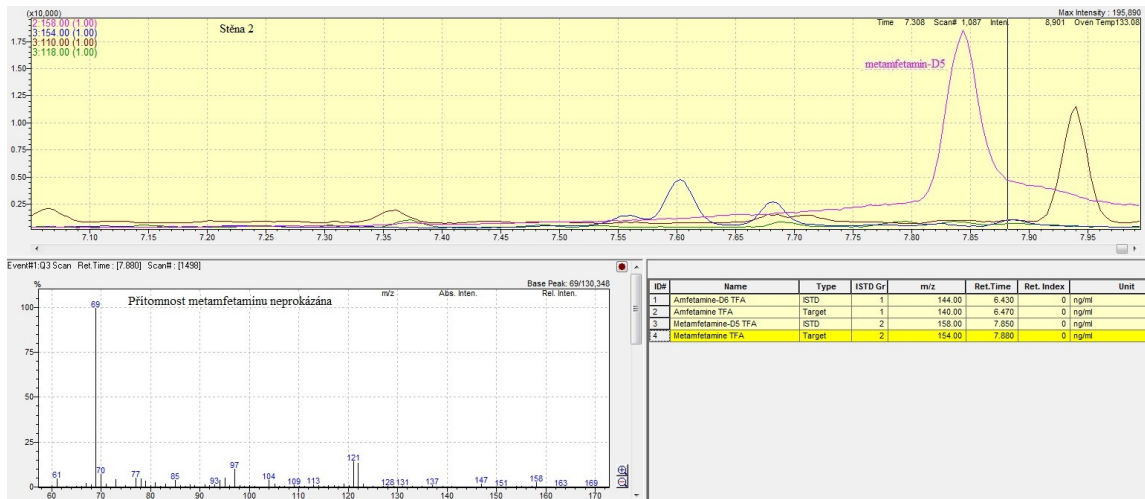 (x10,000)
Max Intensity : 195,890
2:158.00 (1.00)
3:154.00 (1.00)
3:110.00 (1.00)
3:118.00 (1.00)
Stěna 2
Time 7.308 Scan# 1,087 Inten. 8,901 Oven Temp 133.08
metamfetamin-D5
1.75
1.50
1.25
1.00
0.75
0.50
0.25
7.10 7.15 7.20 7.25 7.30 7.35 7.40 7.45 7.50 7.55 7.60 7.65 7.70 7.75 7.80 7.85 7.90 7.95
Event#1:Q3 Scan Ret.Time : [7.880] Scan# : [1498]
% Base Peak: 69/130,348
m/z Abs. Inten. Rel. Inten.
Přítomnost metamfetaminu neprokázána
100
75
50
25
0
69
61 70 77 85 93 97 104 109 113 121 128 131 137 147 151 158 163 169
60 70 80 90 100 110 120 130 140 150 160 170
ID# Name Type ISTD Gr m/z Ret.Time Ret. Index Unit
1 Amfetamine-D6 TFA ISTD 1 144.00 6.430 0 ng/ml
2 Amfetamine TFA Target 1 140.00 6.470 0 ng/ml
3 Metamfetamine-D5 TFA ISTD 2 158.00 7.850 0 ng/ml
4 Metamfetamine TFA Target 2 154.00 7.880 0 ng/ml